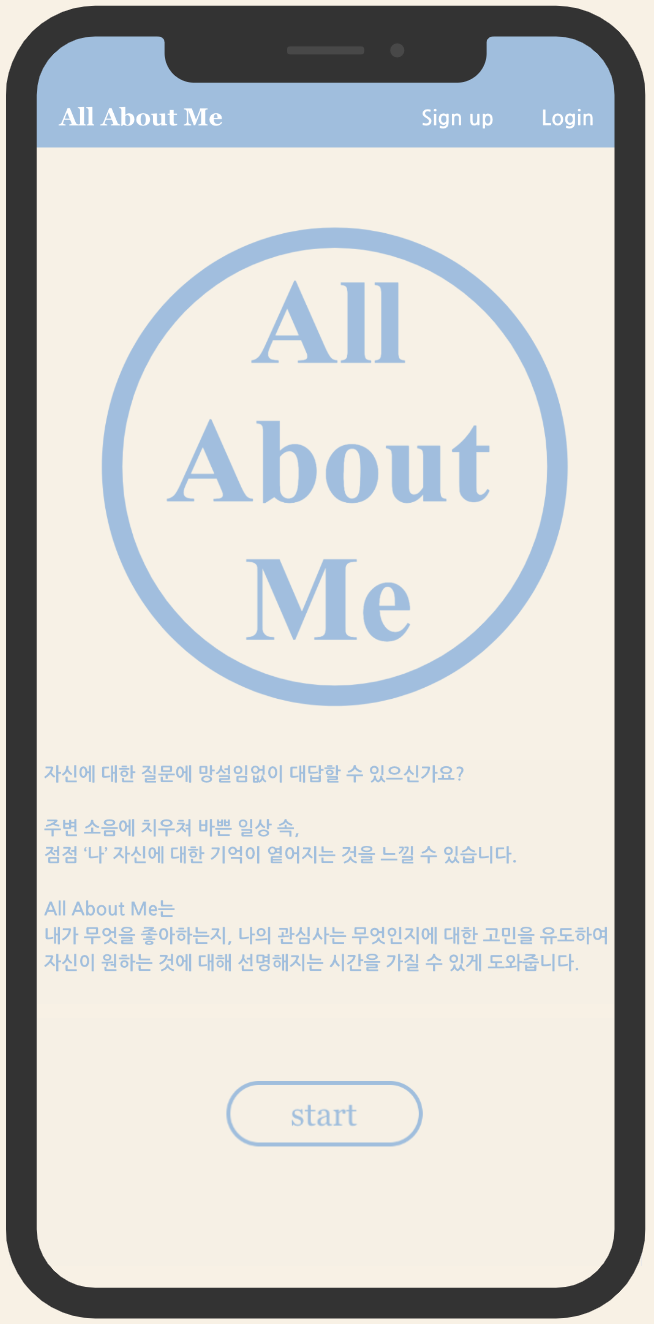 All About Me
Sign up
Login
All
About
Me
자신에 대한 질문에 망설임없이 대답할 수 있으신가요?
주변 소음에 치우쳐 바쁜 일상 속,
점점 ‘나’ 자신에 대한 기억이 옅어지는 것을 느낄 수 있습니다.
All About Me는
내가 무엇을 좋아하는지, 나의 관심사는 무엇인지에 대한 고민을 유도하여
자신이 원하는 것에 대해 선명해지는 시간을 가질 수 있게 도와줍니다.
start